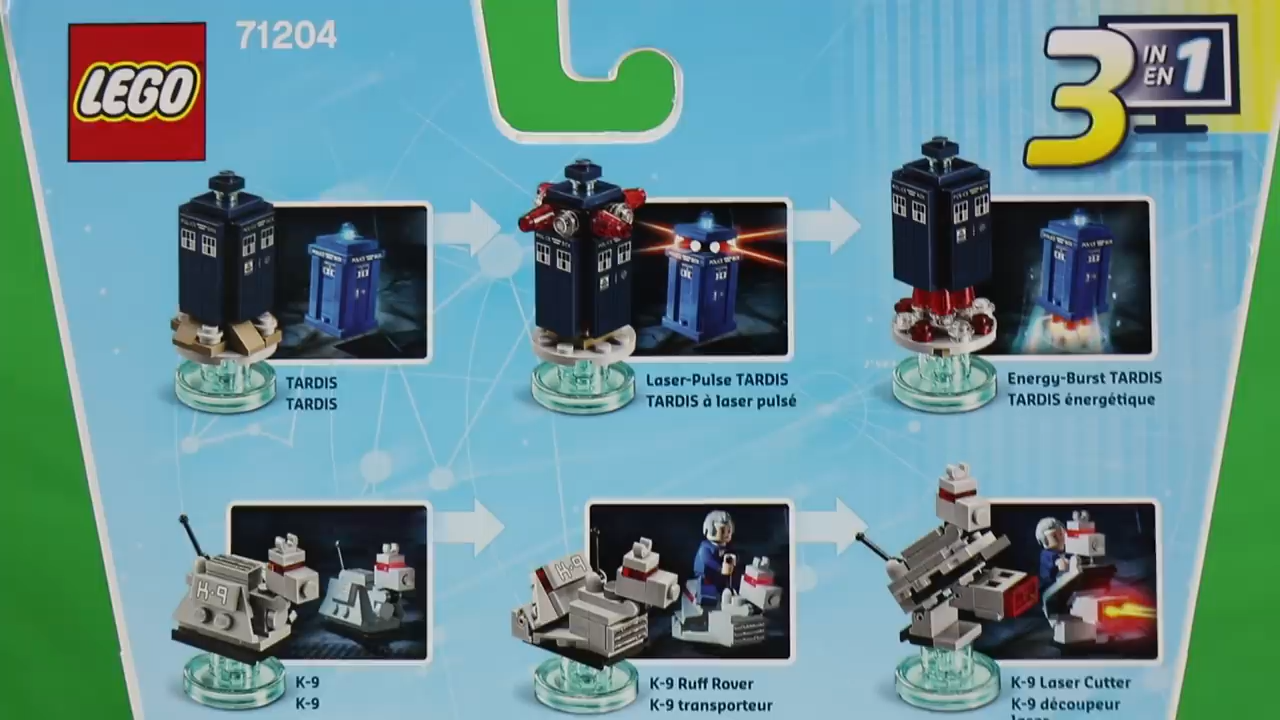 LEGO
71204
3 IN EN 1
TARDIS
TARDIS
Laser-Pulse TARDIS
TARDIS à laser pulsé
Energy-Burst TARDIS
TARDIS énergétique
K-9
K-9
K-9
K-9 Ruff Rover
K-9 transporteur
K-9
K-9 Laser Cutter
K-9 découpeur
laser